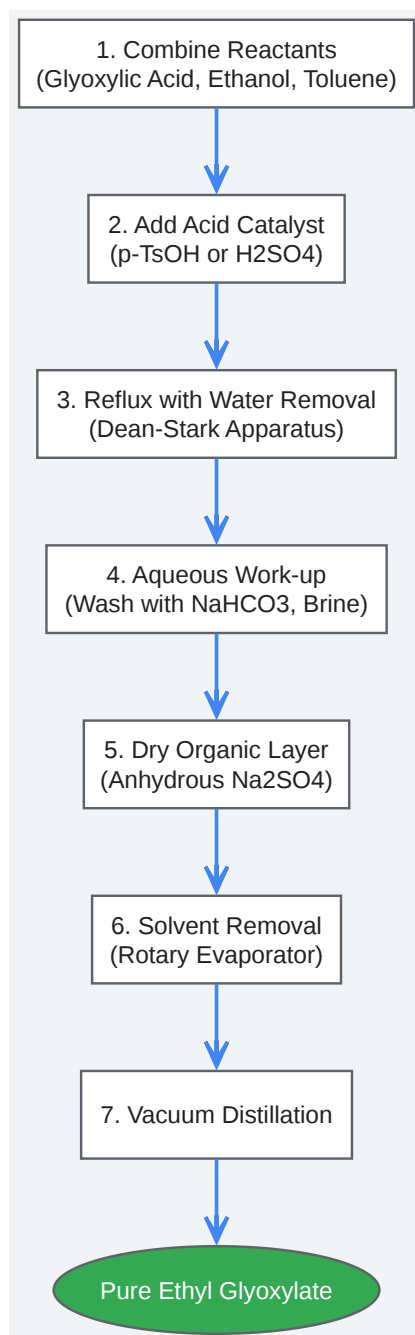 1. Combine Reactants
(Glyoxylic Acid, Ethanol, Toluene)
2. Add Acid Catalyst
(p-TsOH or H2SO4)
3. Reflux with Water Removal
(Dean-Stark Apparatus)
4. Aqueous Work-up
(Wash with NaHCO3, Brine)
5. Dry Organic Layer
(Anhydrous Na2SO4)
6. Solvent Removal
(Rotary Evaporator)
7. Vacuum Distillation
Pure Ethyl Glyoxylate